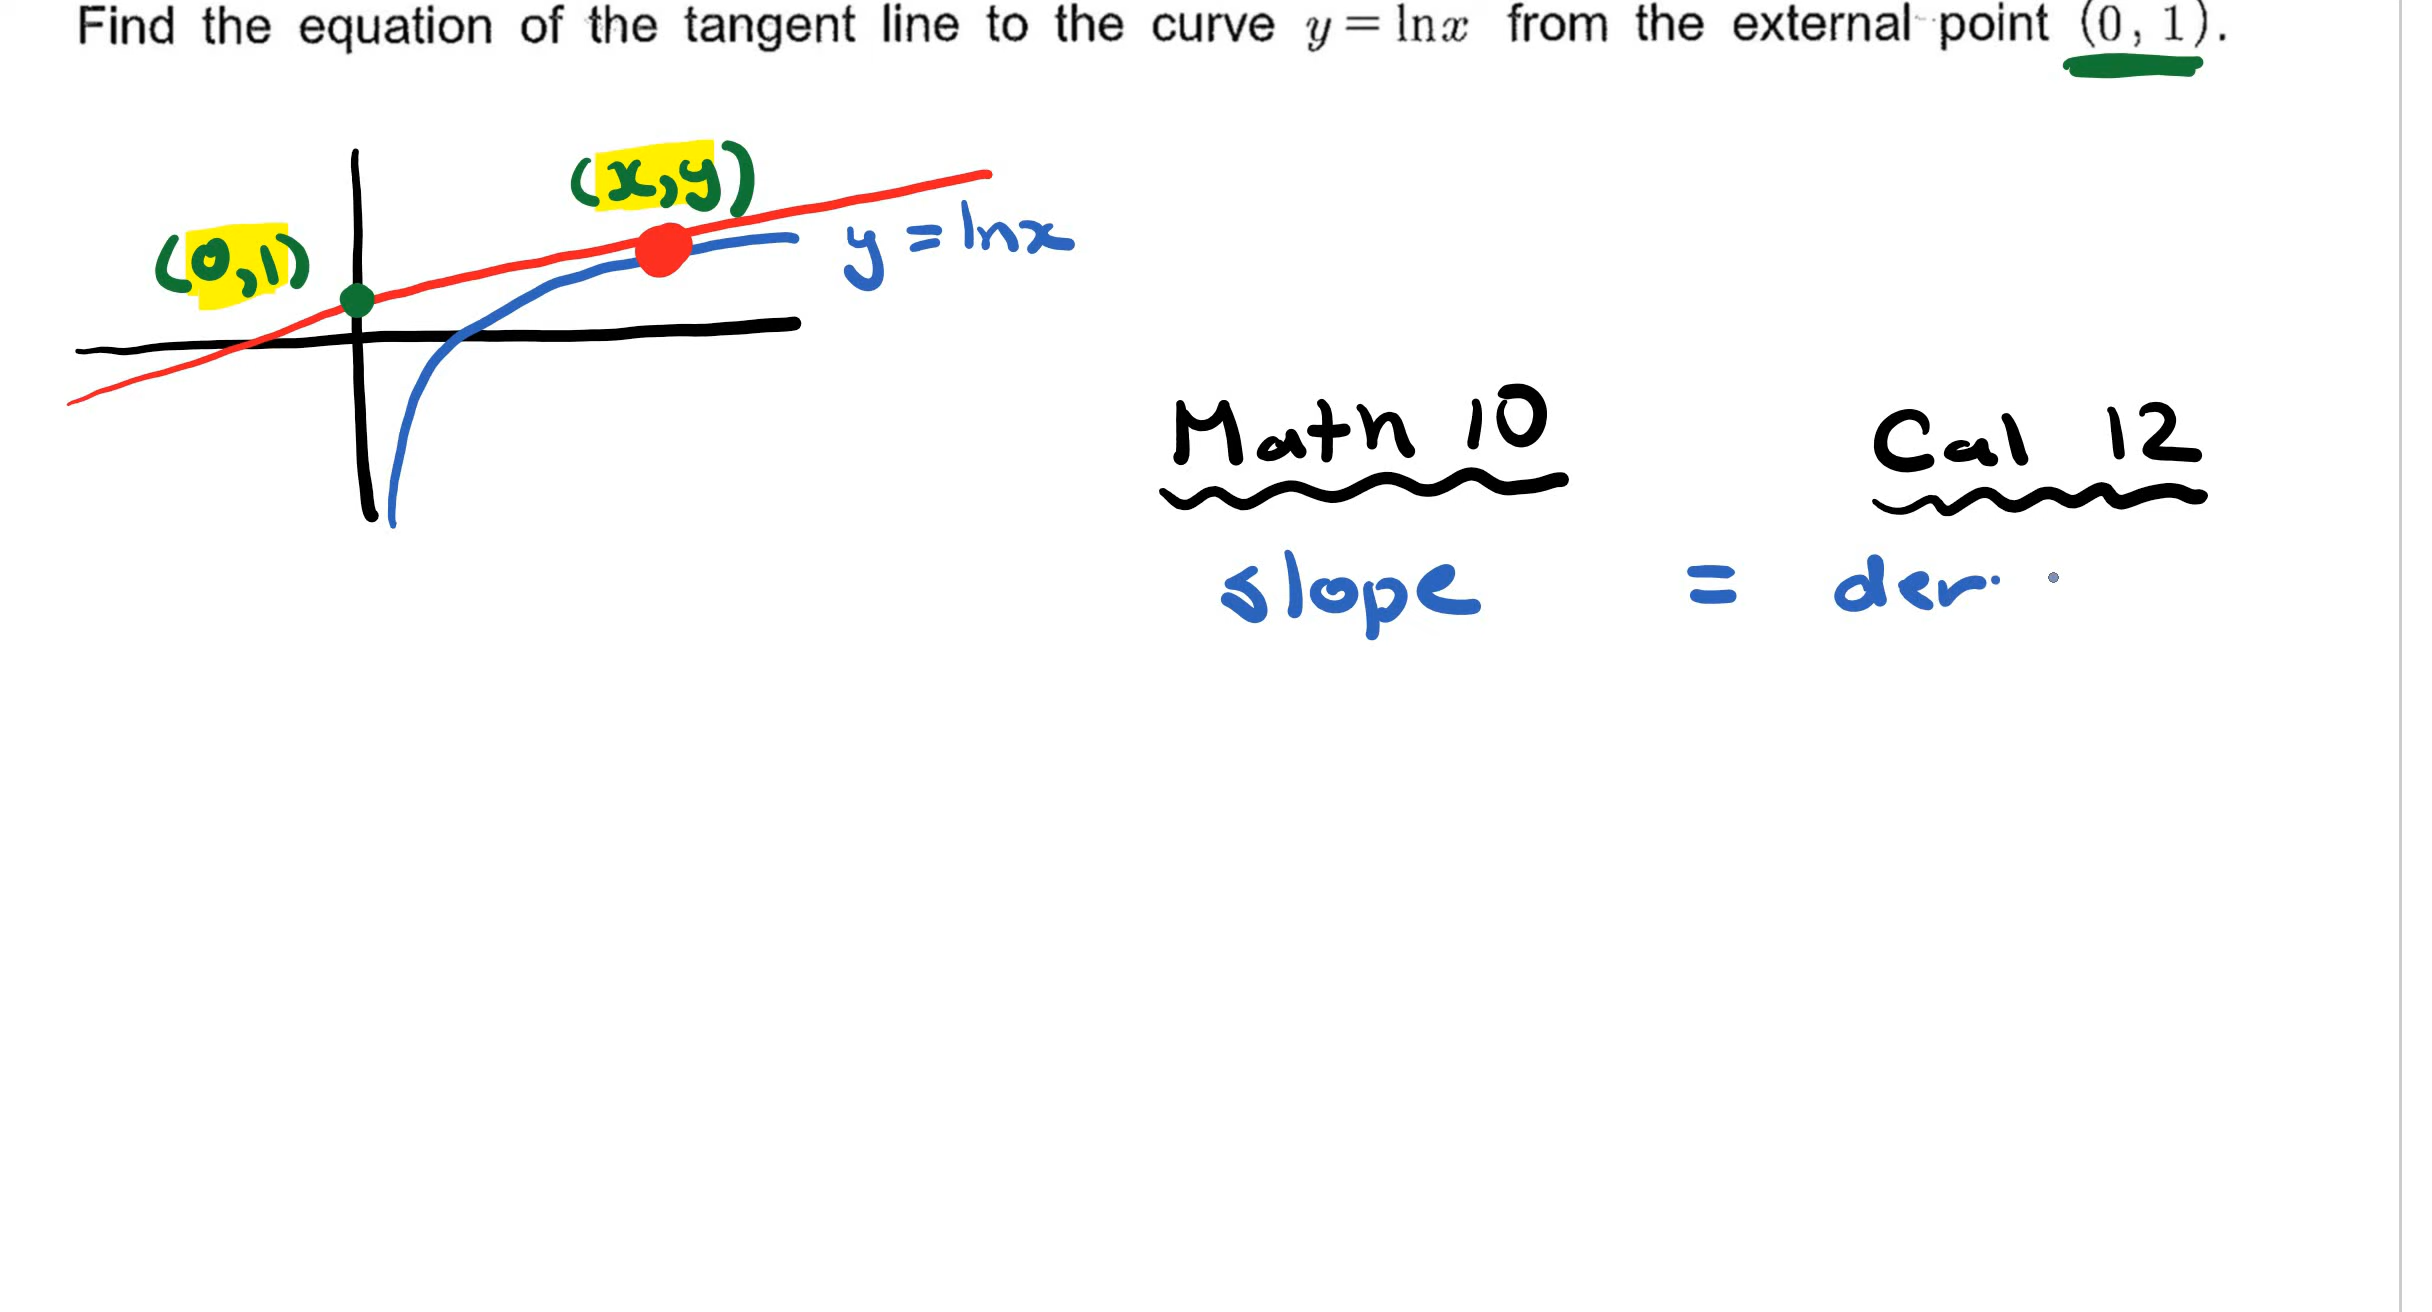 Find the equation of the tangent line to the curve y = ln x from the external point (0, 1).
(x,y)
(0,1)
y = lnx
Math 10 Cal 12
slope = der.